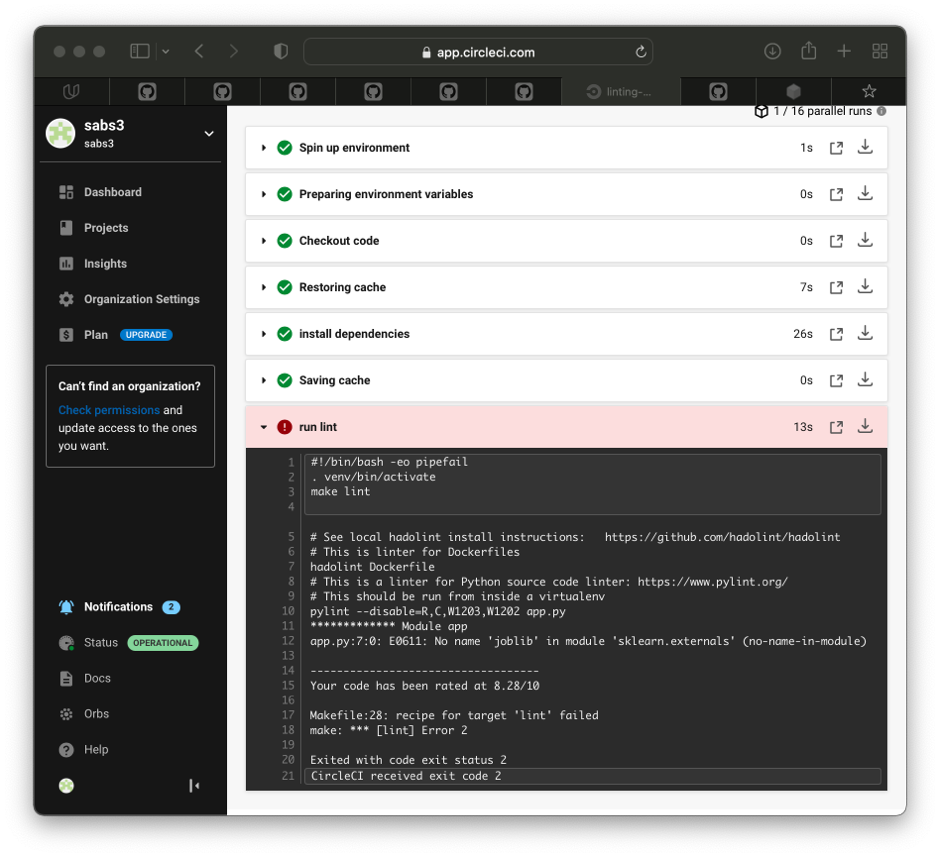 app.circleci.com
linting-...
sabs3
sabs3
Dashboard
Projects
Insights
Organization Settings
Plan UPGRADE
Can't find an organization?
Check permissions and
update access to the ones
you want.
Notifications 2
Status OPERATIONAL
Docs
Orbs
Help
1 / 16 parallel runs
Spin up environment 1s
Preparing environment variables 0s
Checkout code 0s
Restoring cache 7s
install dependencies 26s
Saving cache 0s
run lint 13s
1 #!/bin/bash -eo pipefail
2 . venv/bin/activate
3 make lint
4
5 # See local hadolint install instructions:   https://github.com/hadolint/hadolint
6 # This is linter for Dockerfiles
7 hadolint Dockerfile
8 # This is a linter for Python source code linter: https://www.pylint.org/
9 # This should be run from inside a virtualenv
10 pylint --disable=R,C,W1203,W1202 app.py
11 ************* Module app
12 app.py:7:0: E0611: No name 'joblib' in module 'sklearn.externals' (no-name-in-module)
13
14 -----------------------------------
15 Your code has been rated at 8.28/10
16
17 Makefile:28: recipe for target 'lint' failed
18 make: *** [lint] Error 2
19
20 Exited with code exit status 2
21 CircleCI received exit code 2